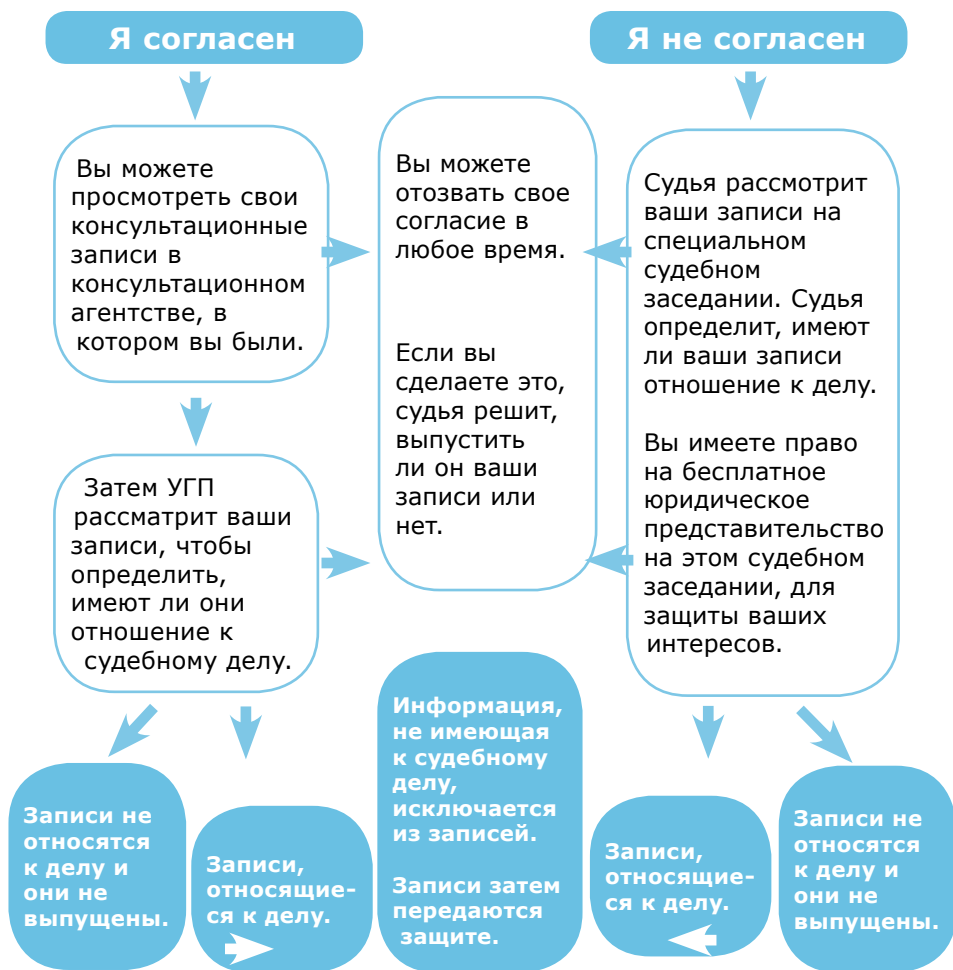 Я согласен
Я не согласен
Вы можете
просмотреть свои
консультационные
записи в
консультационном
агентстве, в
котором вы были.
Вы можете
отозвать свое
согласие в
любое время.
Если вы
сделаете это,
судья решит,
выпустить
ли он ваши
записи или
нет.
Судья рассмотрит
ваши записи на
специальном
судебном
заседании. Судья
определит, имеют
ли ваши записи
отношение к делу.
Вы имеете право
на бесплатное
юридическое
представительство
на этом судебном
заседании, для
защиты ваших
интересов.
Затем УГП
рассматрит ваши
записи, чтобы
определить,
имеют ли они
отношение к
судебному делу.
Записи не
относятся
к делу и
они не
выпущены.
Записи,
относящие-
ся к делу.
Информация,
не имеющая
к судебному
делу,
исключается
из записей.
Записи затем
передаются
защите.
Записи,
относящие-
ся к делу.
Записи не
относятся
к делу и
они не
выпущены.